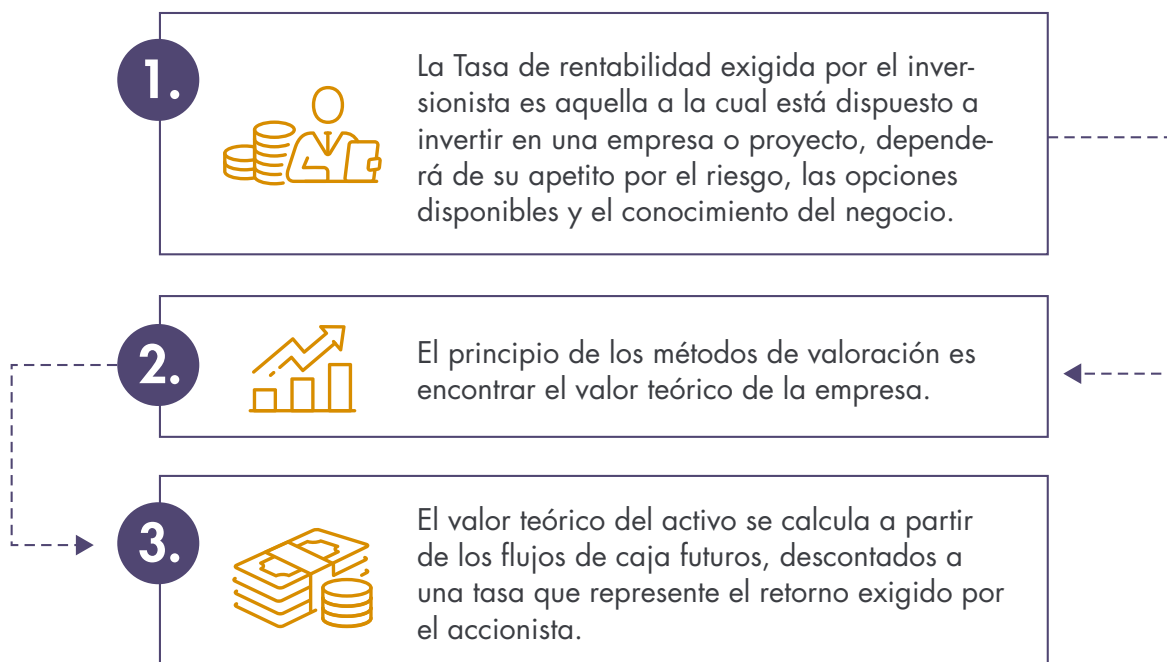 1.
La Tasa de rentabilidad exigida por el inver-
sionista es aquella a la cual está dispuesto a
invertir en una empresa o proyecto, depende-
rá de su apetito por el riesgo, las opciones
disponibles y el conocimiento del negocio.
2.
El principio de los métodos de valoración es
encontrar el valor teórico de la empresa.
3.
El valor teórico del activo se calcula a partir
de los flujos de caja futuros, descontados a
una tasa que represente el retorno exigido por
el accionista.